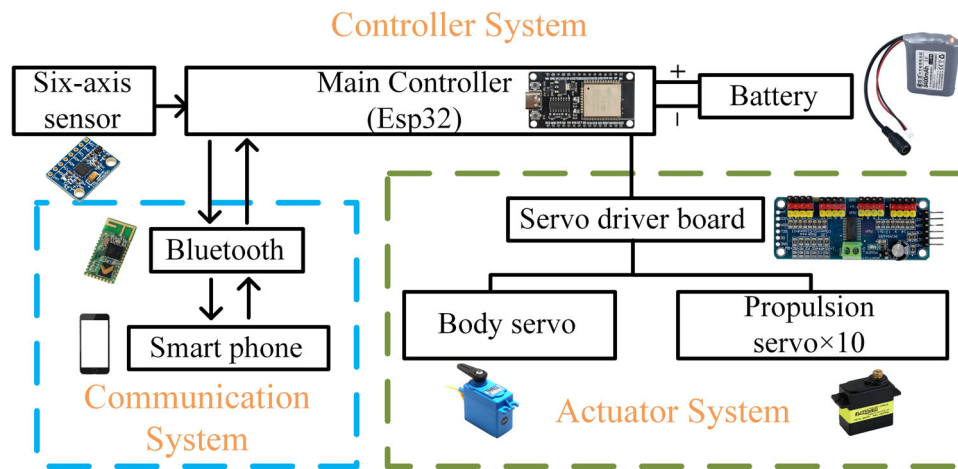 Controller System
Six-axis
sensor
Main Controller
(Esp32)
+
−
Battery
Servo driver board
Bluetooth
Body servo
Propulsion
servo×10
Smart phone
Communication
System
Actuator System